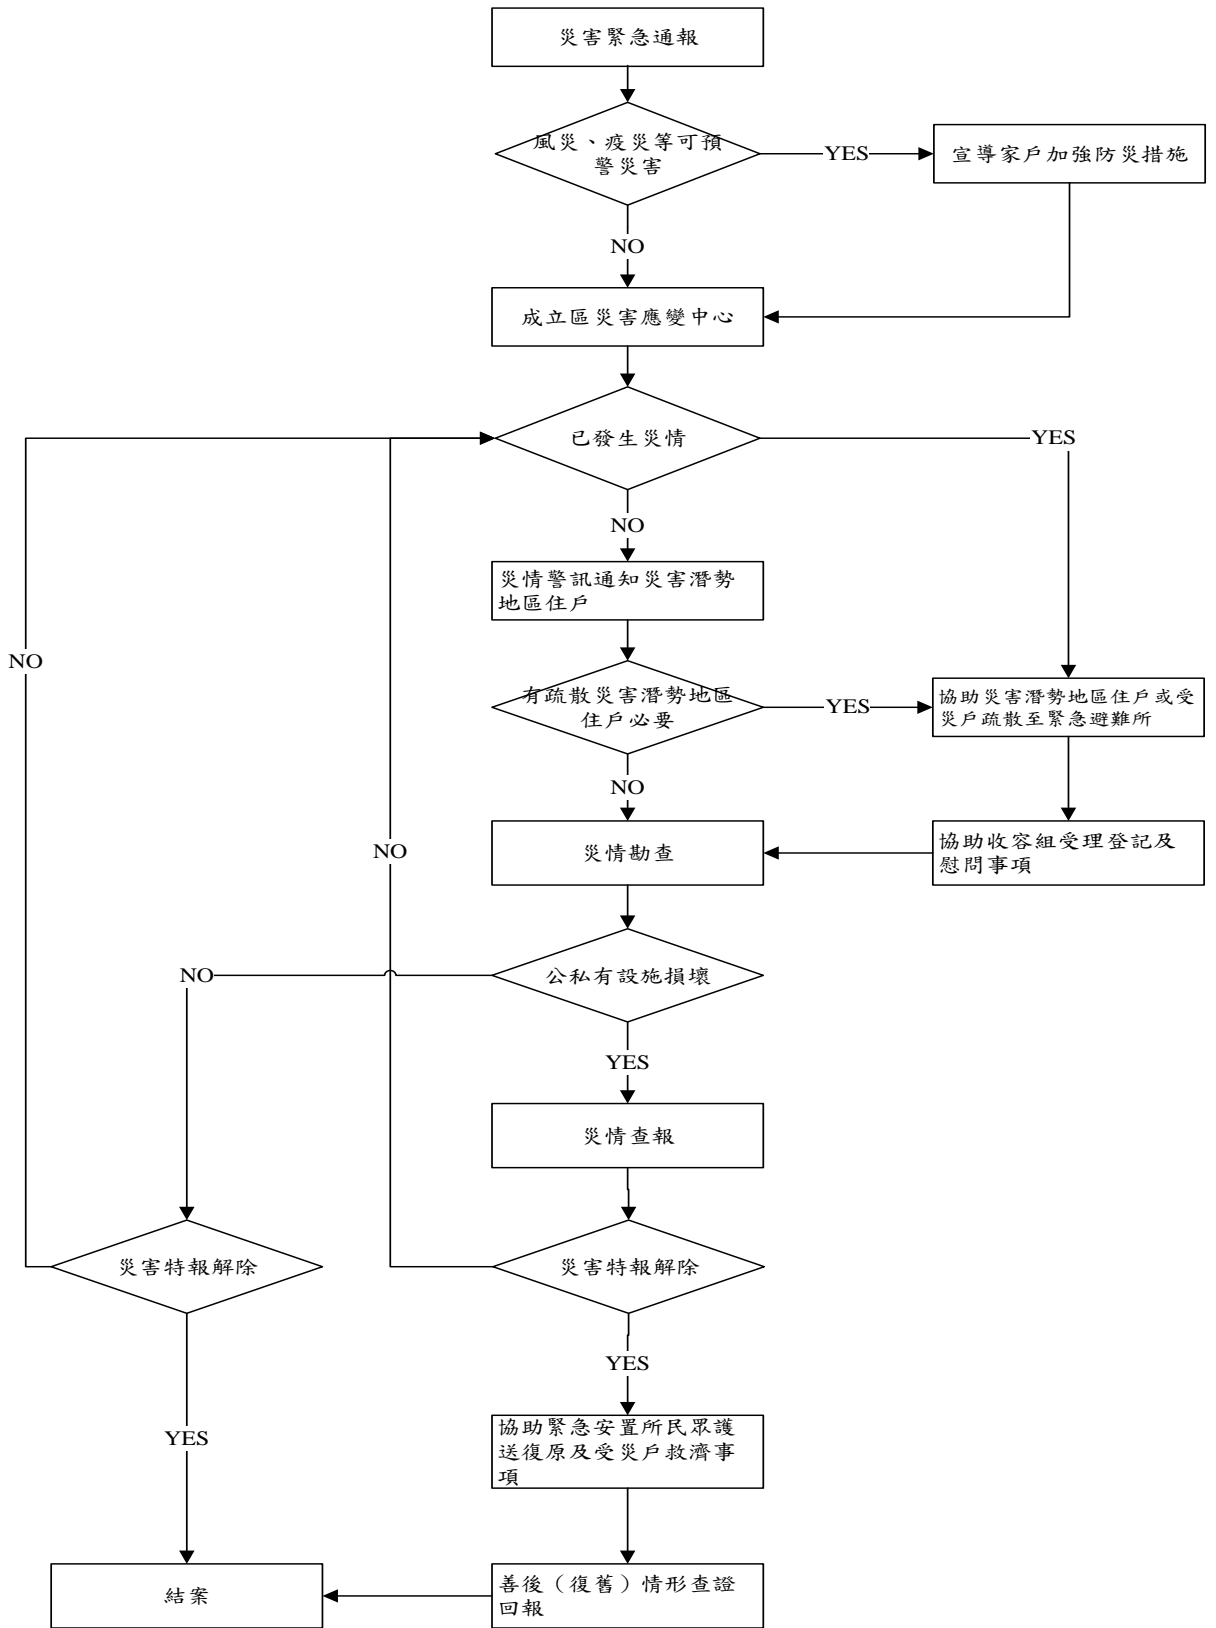 災害緊急通報
風災、疫災等可預
警災害
YES
宣導家戶加強防災措施
NO
成立區災害應變中心
已發生災情
YES
NO
災情警訊通知災害潛勢
地區住戶
NO
有疏散災害潛勢地區
住戶必要
YES
協助災害潛勢地區住戶或受
災戶疏散至緊急避難所
NO
災情勘查
協助收容組受理登記及
慰問事項
NO
公私有設施損壞
NO
YES
災情查報
災害特報解除
災害特報解除
YES
YES
協助緊急安置所民眾護
送復原及受災戶救濟事
項
結案
善後（復舊）情形查證
回報